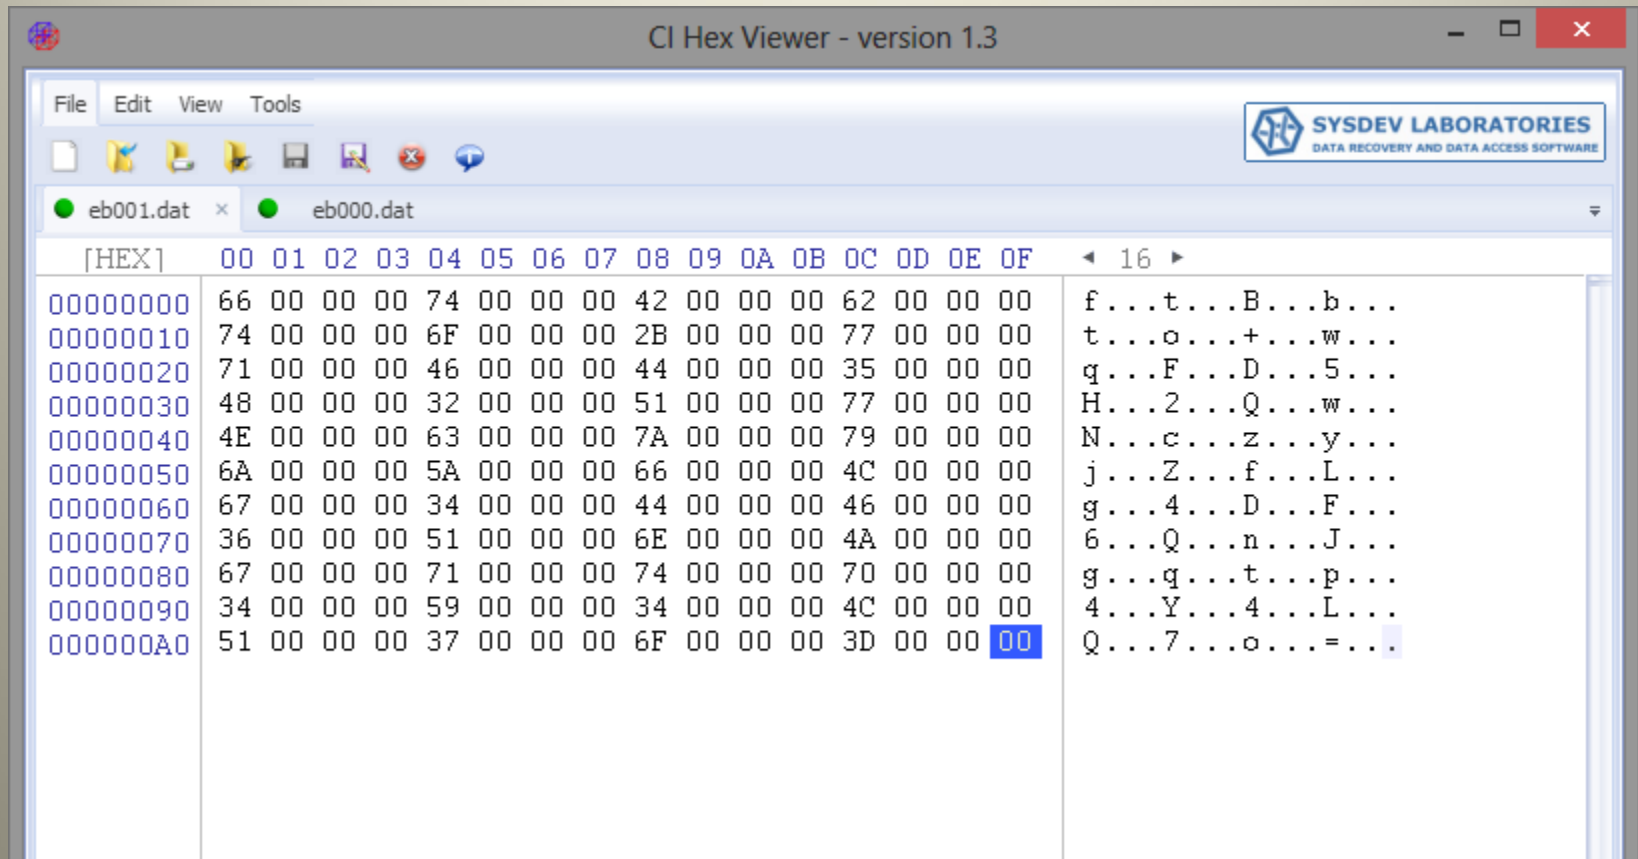 CI Hex Viewer - version 1.3
File Edit View Tools
SYSDEV LABORATORIES
DATA RECOVERY AND DATA ACCESS SOFTWARE
eb001.dat × eb000.dat
[HEX] 00 01 02 03 04 05 06 07 08 09 0A 0B 0C 0D 0E 0F 16
00000000 66 00 00 00 74 00 00 00 42 00 00 00 62 00 00 00 f...t...B...b...
00000010 74 00 00 00 6F 00 00 00 2B 00 00 00 77 00 00 00 t...o...+...w...
00000020 71 00 00 00 46 00 00 00 44 00 00 00 35 00 00 00 q...F...D...5...
00000030 48 00 00 00 32 00 00 00 51 00 00 00 77 00 00 00 H...2...Q...w...
00000040 4E 00 00 00 63 00 00 00 7A 00 00 00 79 00 00 00 N...c...z...y...
00000050 6A 00 00 00 5A 00 00 00 66 00 00 00 4C 00 00 00 j...Z...f...L...
00000060 67 00 00 00 34 00 00 00 44 00 00 00 46 00 00 00 g...4...D...F...
00000070 36 00 00 00 51 00 00 00 6E 00 00 00 4A 00 00 00 6...Q...n...J...
00000080 67 00 00 00 71 00 00 00 74 00 00 00 70 00 00 00 g...q...t...p...
00000090 34 00 00 00 59 00 00 00 34 00 00 00 4C 00 00 00 4...Y...4...L...
000000A0 51 00 00 00 37 00 00 00 6F 00 00 00 3D 00 00 00 Q...7...o...=...